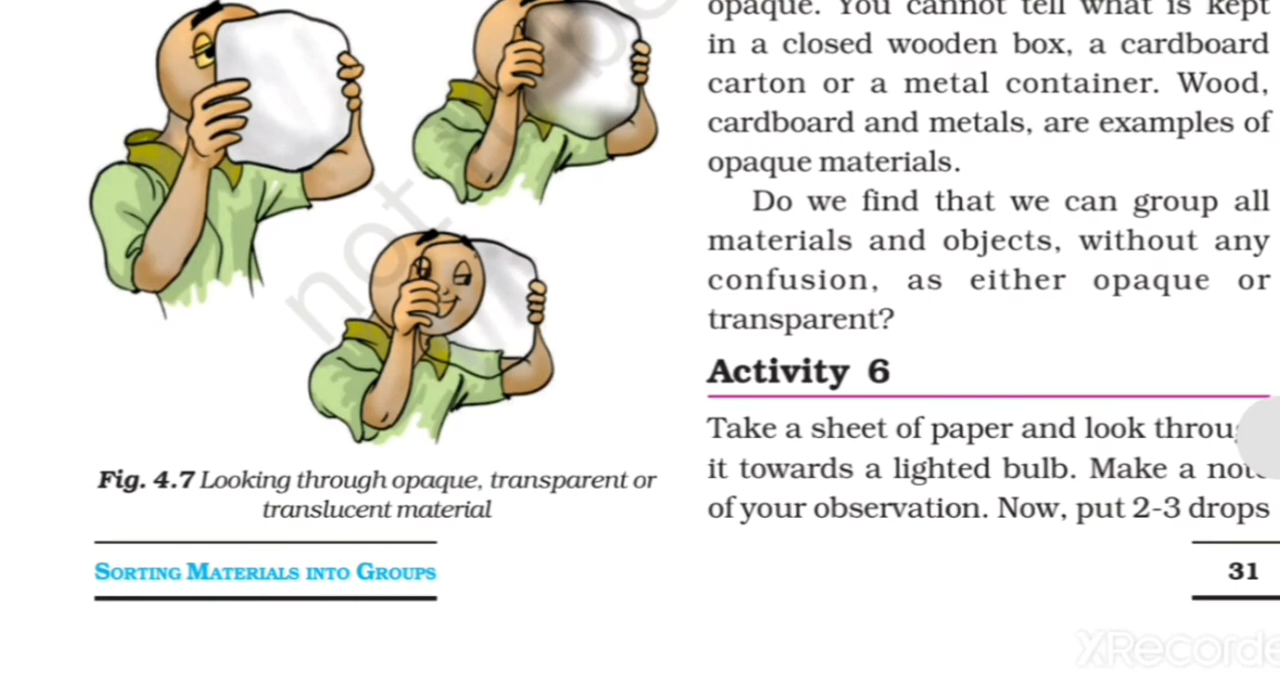 Fig. 4.7 Looking through opaque, transparent or
translucent material
SORTING MATERIALS INTO GROUPS
opaque. You cannot tell what is kept
in a closed wooden box, a cardboard
carton or a metal container. Wood,
cardboard and metals, are examples of
opaque materials.
Do we find that we can group all
materials and objects, without any
confusion, as either opaque or
transparent?
Activity 6
Take a sheet of paper and look
it towards a lighted bulb. Make a
of your observation. Now, put 2-3 drops
31
not